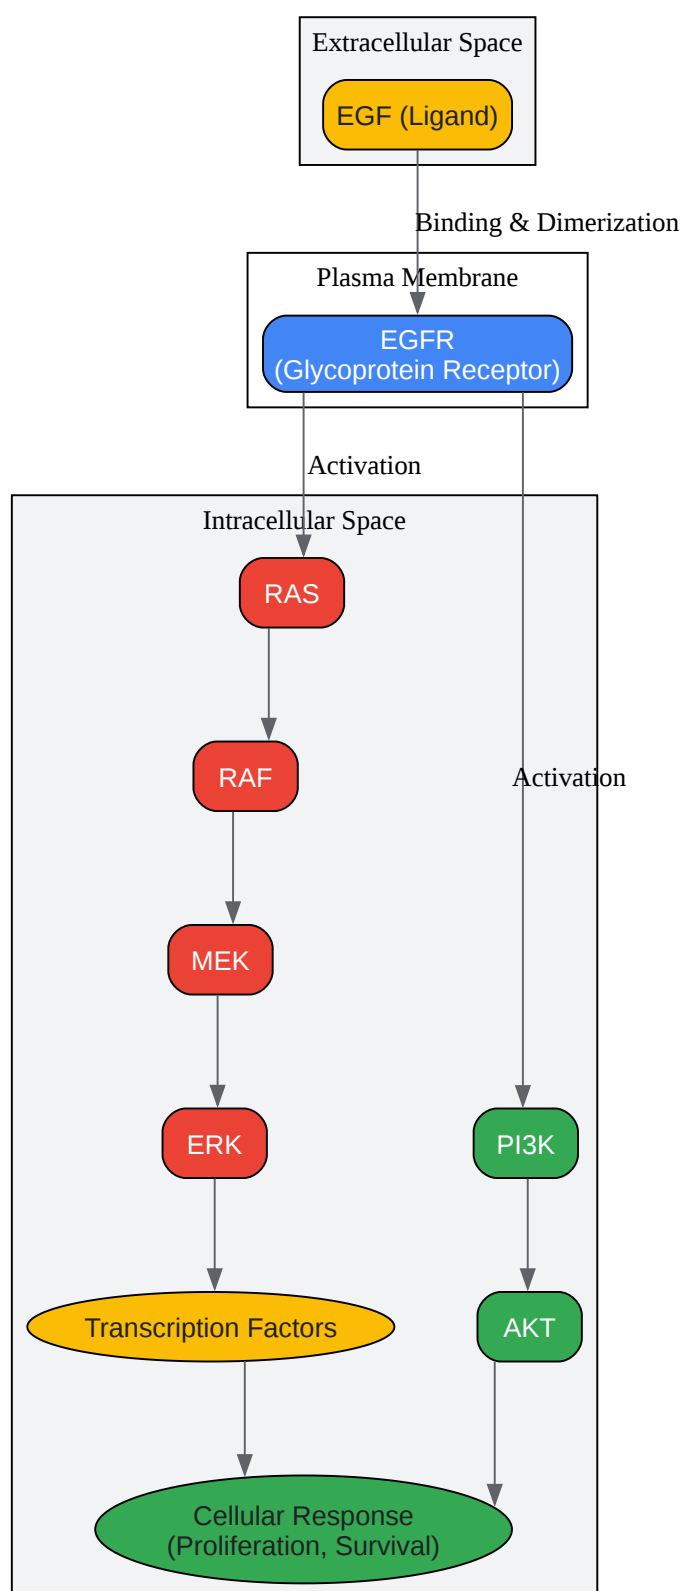 Extracellular Space
EGF (Ligand)
Binding & Dimerization
Plasma Membrane
EGFR
(Glycoprotein Receptor)
Activation
Intracellular Space
RAS
RAF
Activation
MEK
ERK
PI3K
Transcription Factors
AKT
Cellular Response
(Proliferation, Survival)